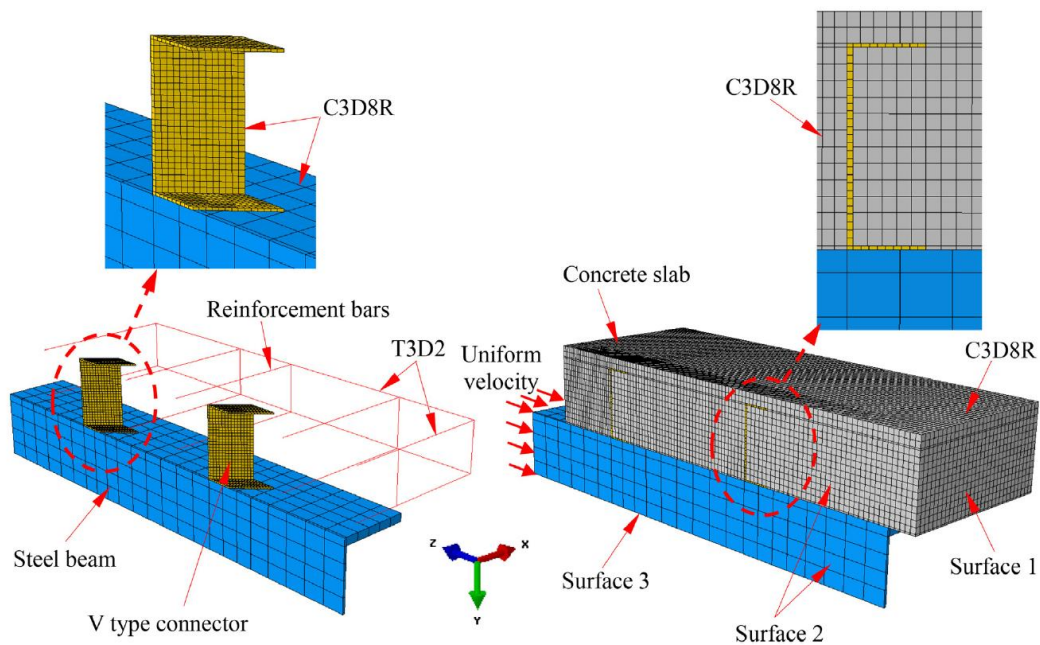 C3D8R
C3D8R
Concrete slab
Reinforcement bars
T3D2
Uniform
velocity
C3D8R
Steel beam
V type connector
Z
X
Y
Surface 3
Surface 2
Surface 1